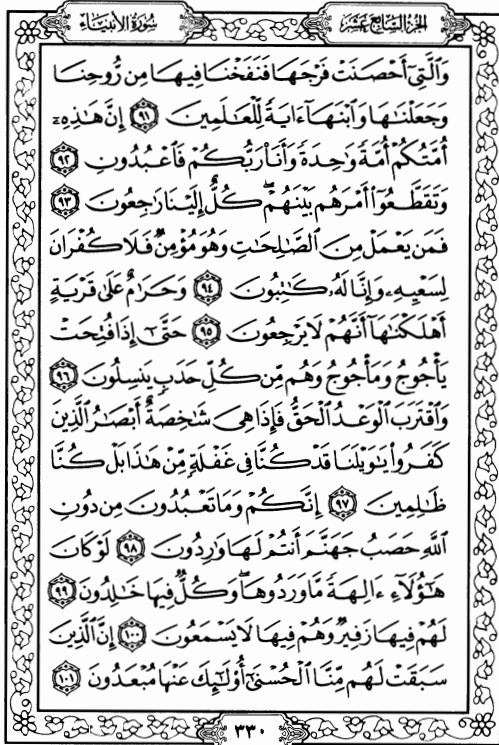 الجزء السابع عشر
سورة الأنبياء
وَٱلَّتِىٓ أَحْصَنَتْ فَرْجَهَا فَنَفَخْنَا فِيهَا مِن رُّوحِنَا
وَجَعَلْنَٰهَا وَٱبْنَهَآ ءَايَةً لِّلْعَٰلَمِينَ ٩١ إِنَّ هَٰذِهِۦٓ
أُمَّتُكُمْ أُمَّةً وَٰحِدَةً وَأَنَا۠ رَبُّكُمْ فَٱعْبُدُونِ ٩٢
وَتَقَطَّعُوٓا۟ أَمْرَهُم بَيْنَهُمْ ۖ كُلٌّ إِلَيْنَا رَٰجِعُونَ ٩٣
فَمَن يَعْمَلْ مِنَ ٱلصَّٰلِحَٰتِ وَهُوَ مُؤْمِنٌ فَلَا كُفْرَانَ
لِسَعْيِهِۦ وَإِنَّا لَهُۥ كَٰتِبُونَ ٩٤ وَحَرَٰمٌ عَلَىٰ قَرْيَةٍ
أَهْلَكْنَٰهَآ أَنَّهُمْ لَا يَرْجِعُونَ ٩٥ حَتَّىٰٓ إِذَا فُتِحَتْ
يَأْجُوجُ وَمَأْجُوجُ وَهُم مِّن كُلِّ حَدَبٍ يَنسِلُونَ ٩٦
وَٱقْتَرَبَ ٱلْوَعْدُ ٱلْحَقُّ فَإِذَا هِىَ شَٰخِصَةٌ أَبْصَٰرُ ٱلَّذِينَ
كَفَرُوا۟ يَٰوَيْلَنَا قَدْ كُنَّا فِى غَفْلَةٍ مِّنْ هَٰذَا بَلْ كُنَّا
ظَٰلِمِينَ ٩٧ إِنَّكُمْ وَمَا تَعْبُدُونَ مِن دُونِ
ٱللَّهِ حَصَبُ جَهَنَّمَ أَنتُمْ لَهَا وَٰرِدُونَ ٩٨ لَوْ كَانَ
هَٰٓؤُلَآءِ ءَالِهَةً مَّا وَرَدُوهَا ۖ وَكُلٌّ فِيهَا خَٰلِدُونَ ٩٩
لَهُمْ فِيهَا زَفِيرٌ وَهُمْ فِيهَا لَا يَسْمَعُونَ ١٠٠ إِنَّ ٱلَّذِينَ
سَبَقَتْ لَهُم مِّنَّا ٱلْحُسْنَىٰٓ أُو۟لَٰٓئِكَ عَنْهَا مُبْعَدُونَ ١٠١
٣٣٠